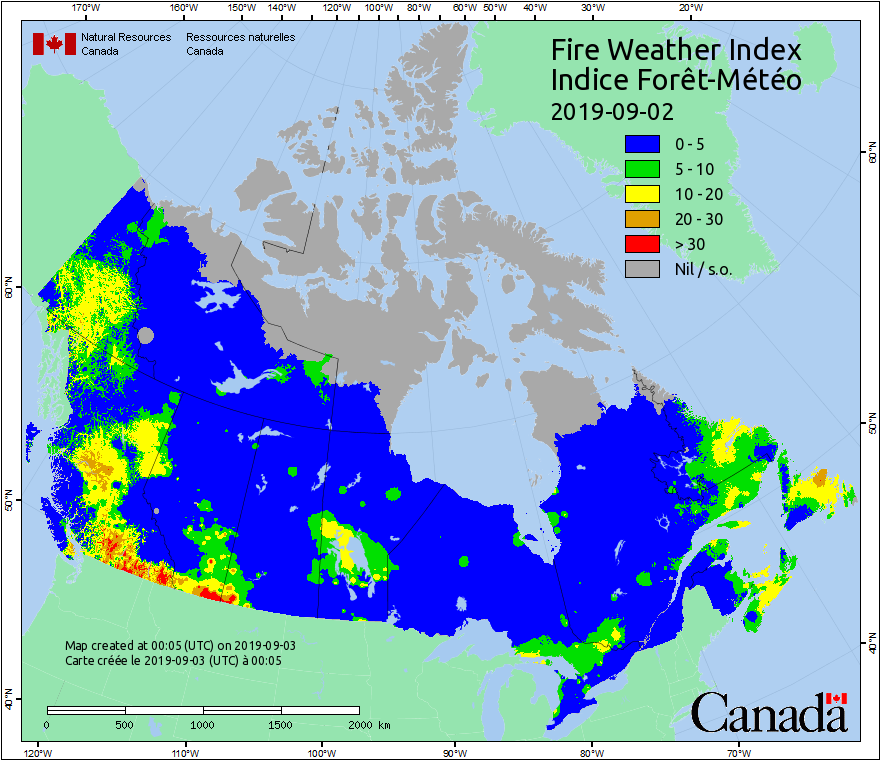 170°W 160°W 150°W 140°W 130°W 120°W 110°W 100°W 90°W 80°W 70°W 60°W 50°W 40°W 30°W 20°W
Natural Resources Canada
Ressources naturelles Canada
Fire Weather Index
Indice Forêt-Météo
2019-09-02
0 - 5
5 - 10
10 - 20
20 - 30
> 30
Nil / s.o.
60°N
50°N
40°N
60°N
50°N
40°N
Map created at 00:05 (UTC) on 2019-09-03
Carte créée le 2019-09-03 (UTC) à 00:05
0 500 1000 1500 2000 km
Canada
120°W 110°W 100°W 90°W 80°W 70°W